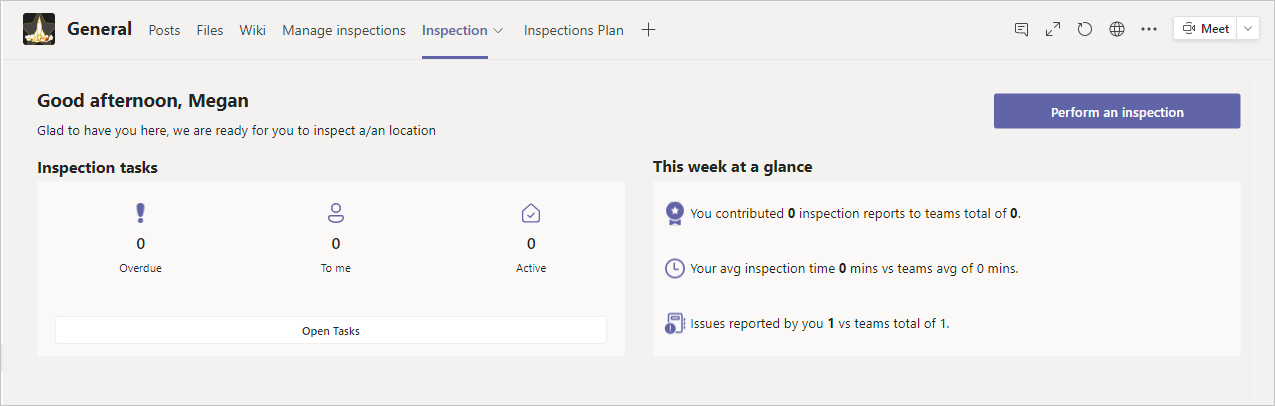 General Posts Files Wiki Manage inspections Inspection Inspections Plan Meet
Good afternoon, Megan
Perform an inspection
Glad to have you here, we are ready for you to inspect a/an location
Inspection tasks
0 0 0
Overdue To me Active
Open Tasks
This week at a glance
You contributed 0 inspection reports to teams total of 0.
Your avg inspection time 0 mins vs teams avg of 0 mins.
Issues reported by you 1 vs teams total of 1.